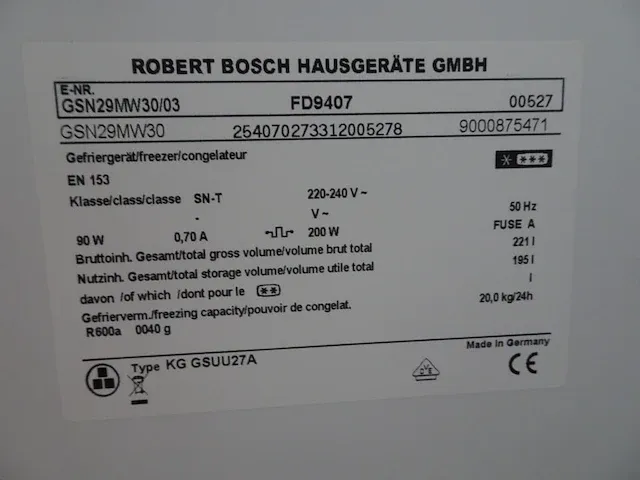 ROBERT BOSCH HAUSGERÄTE GMBH
E-NR.
GSN29MW30/03 FD9407 00527
GSN29MW30 254070273312005278 9000875471
Gefriergerät/freezer/congelateur
EN 153
Klasse/class/classe SN-T 220-240 V ~ 50 Hz
- V ~ FUSE A
90 W 0,70 A 200 W
Bruttoinh. Gesamt/total gross volume/volume brut total 221 l
Nutzinh. Gesamt/total storage volume/volume utile total 195 l
davon /of which /dont pour le l
Gefrierverm./freezing capacity/pouvoir de congelat. 20,0 kg/24h
R600a 0040 g
Made in Germany
Type KG GSUU27A CE